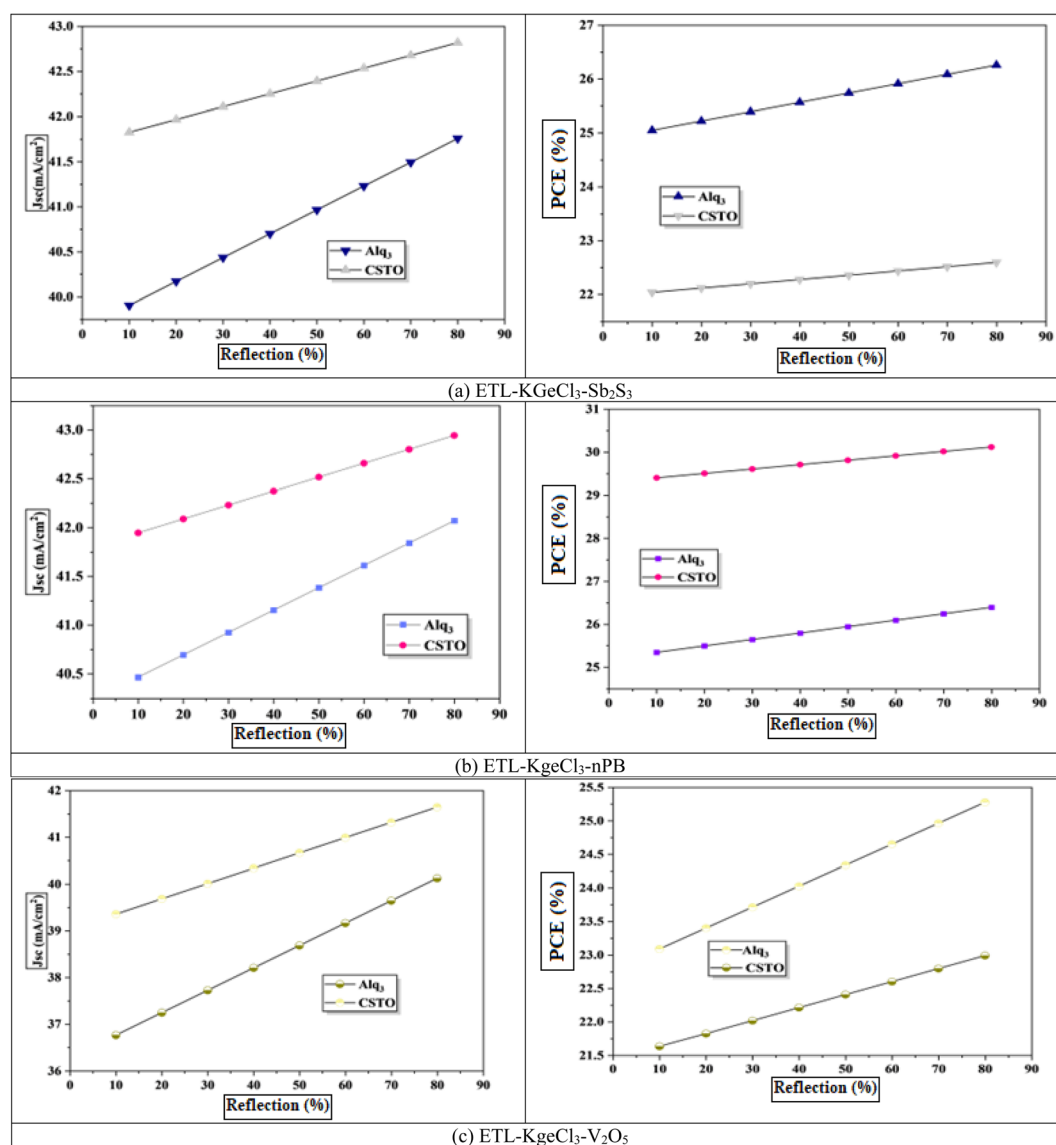 43.0
42.5
42.0
41.5
41.0
40.5
40.0
Jsc(mA/cm²)
Alq₃
CSTO
0 10 20 30 40 50 60 70 80 90
Reflection (%)
27
26
25
24
23
22
PCE (%)
Alq₃
CSTO
0 10 20 30 40 50 60 70 80 90
Reflection (%)
(a) ETL-KGeCl₃-Sb₂S₃
43.0
42.5
42.0
41.5
41.0
40.5
Jsc (mA/cm²)
Alq₃
CSTO
0 10 20 30 40 50 60 70 80 90
Reflection (%)
31
30
29
28
27
26
25
PCE (%)
Alq₃
CSTO
0 10 20 30 40 50 60 70 80 90
Reflection (%)
(b) ETL-KgeCl₃-nPB
42
41
40
39
38
37
36
Jsc (mA/cm²)
Alq₃
CSTO
0 10 20 30 40 50 60 70 80 90
Reflection (%)
25.5
25.0
24.5
24.0
23.5
23.0
22.5
22.0
21.5
PCE (%)
Alq₃
CSTO
0 10 20 30 40 50 60 70 80 90
Reflection (%)
(c) ETL-KgeCl₃-V₂O₅